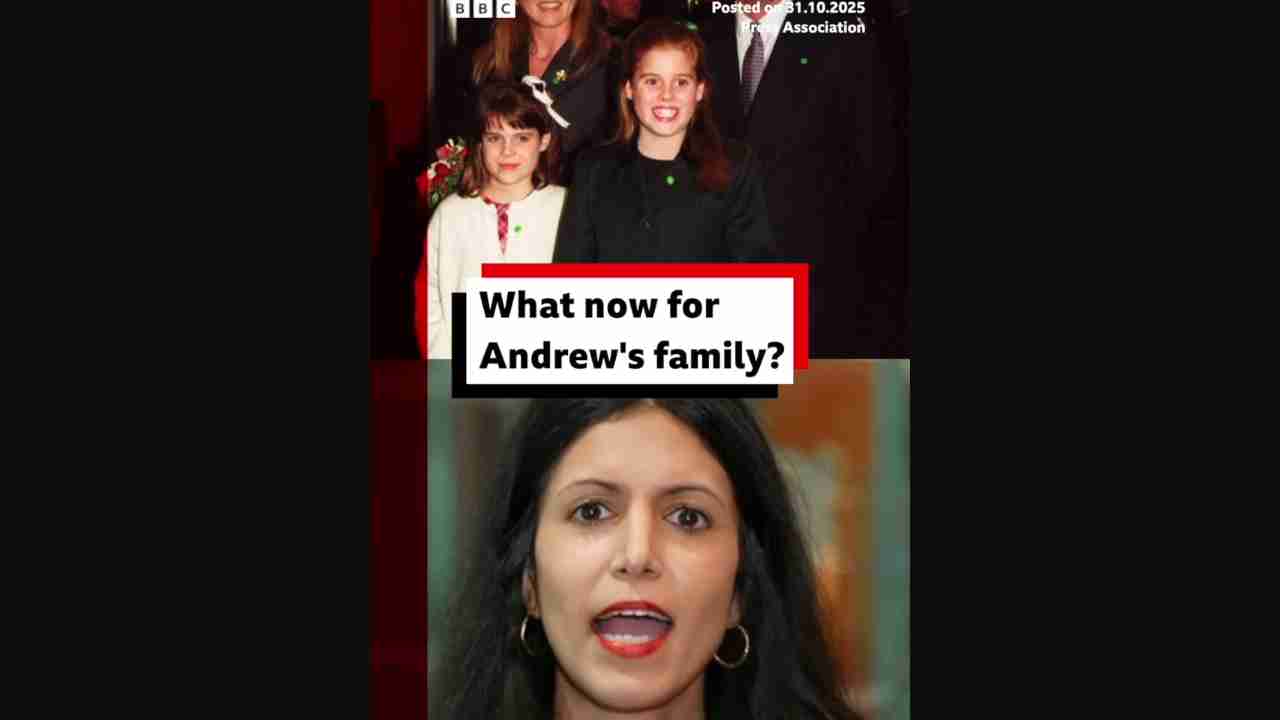 BBC
Posted on 31.10.2025
Press Association
What now for
Andrew's family?